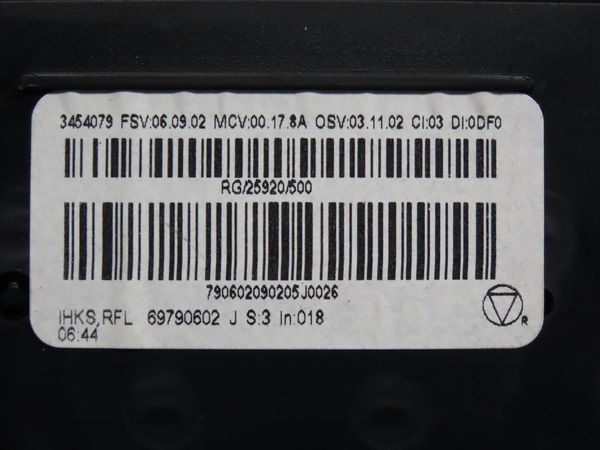 3454079 FSV:06.09.02 MCV:00.17.8A OSV:03.11.02 CI:03 DI:0DF0
RG/25920/500
790602090205J0026
IHKS,RFL 69790602 J S:3 In:018
R
06:44